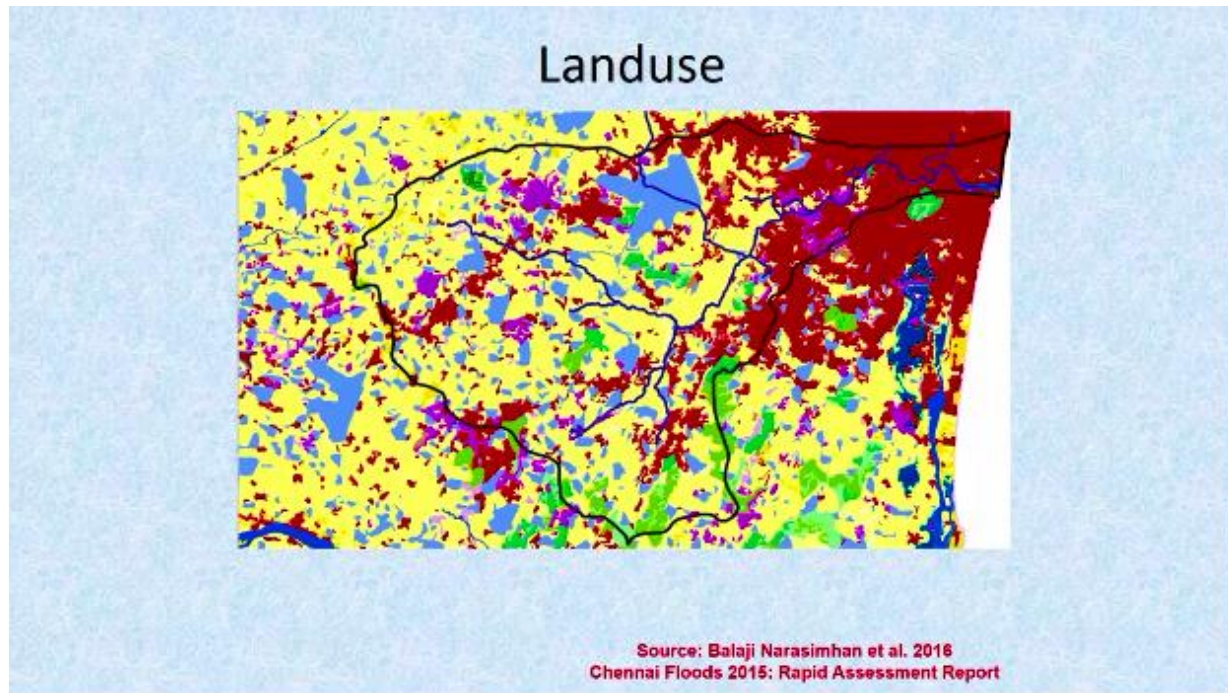 Landuse
Source: Balaji Narasimhan et al. 2016
Chennai Floods 2015: Rapid Assessment Report